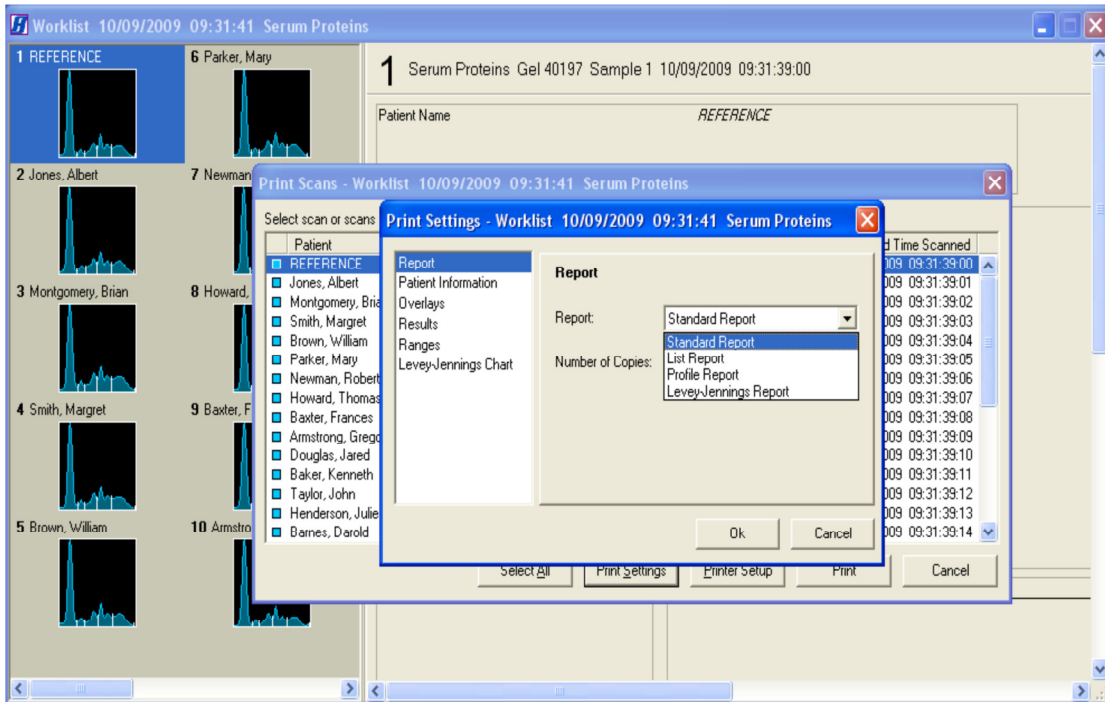 Worklist 10/09/2009 09:31:41 Serum Proteins
1 REFERENCE
6 Parker, Mary
2 Jones, Albert
7 Newman
3 Montgomery, Brian
8 Howard,
4 Smith, Margret
9 Baxter, F
5 Brown, William
10 Armstro
1 Serum Proteins Gel 40197 Sample 1 10/09/2009 09:31:39:00
Patient Name REFERENCE
Print Scans - Worklist 10/09/2009 09:31:41 Serum Proteins
Select scan or scans
Patient
d Time Scanned
REFERENCE
009 09:31:39:00
Jones, Albert
009 09:31:39:01
Montgomery, Bria
009 09:31:39:02
Smith, Margret
009 09:31:39:03
Brown, William
009 09:31:39:04
Parker, Mary
009 09:31:39:05
Newman, Robert
009 09:31:39:06
Howard, Thomas
009 09:31:39:07
Baxter, Frances
009 09:31:39:08
Armstrong, Grego
009 09:31:39:09
Douglas, Jared
009 09:31:39:10
Baker, Kenneth
009 09:31:39:11
Taylor, John
009 09:31:39:12
Henderson, Julie
009 09:31:39:13
Barnes, Darold
009 09:31:39:14
Select All
Print Settings
Printer Setup
Print
Cancel
Print Settings - Worklist 10/09/2009 09:31:41 Serum Proteins
Report
Patient Information
Overlays
Results
Ranges
Levey-Jennings Chart
Report
Report: Standard Report
Standard Report
List Report
Profile Report
Levey-Jennings Report
Number of Copies:
Ok
Cancel